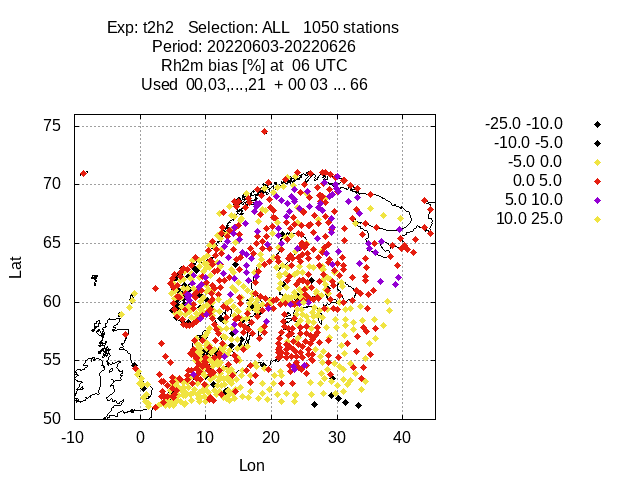 Exp: t2h2 Selection: ALL 1050 stations
Period: 20220603-20220626
Rh2m bias [%] at 06 UTC
Used 00,03,...,21 + 00 03 ... 66
-25.0 -10.0
-10.0 -5.0
-5.0 0.0
0.0 5.0
5.0 10.0
10.0 25.0
75
70
65
60
55
50
Lat
-10 0 10 20 30 40
Lon